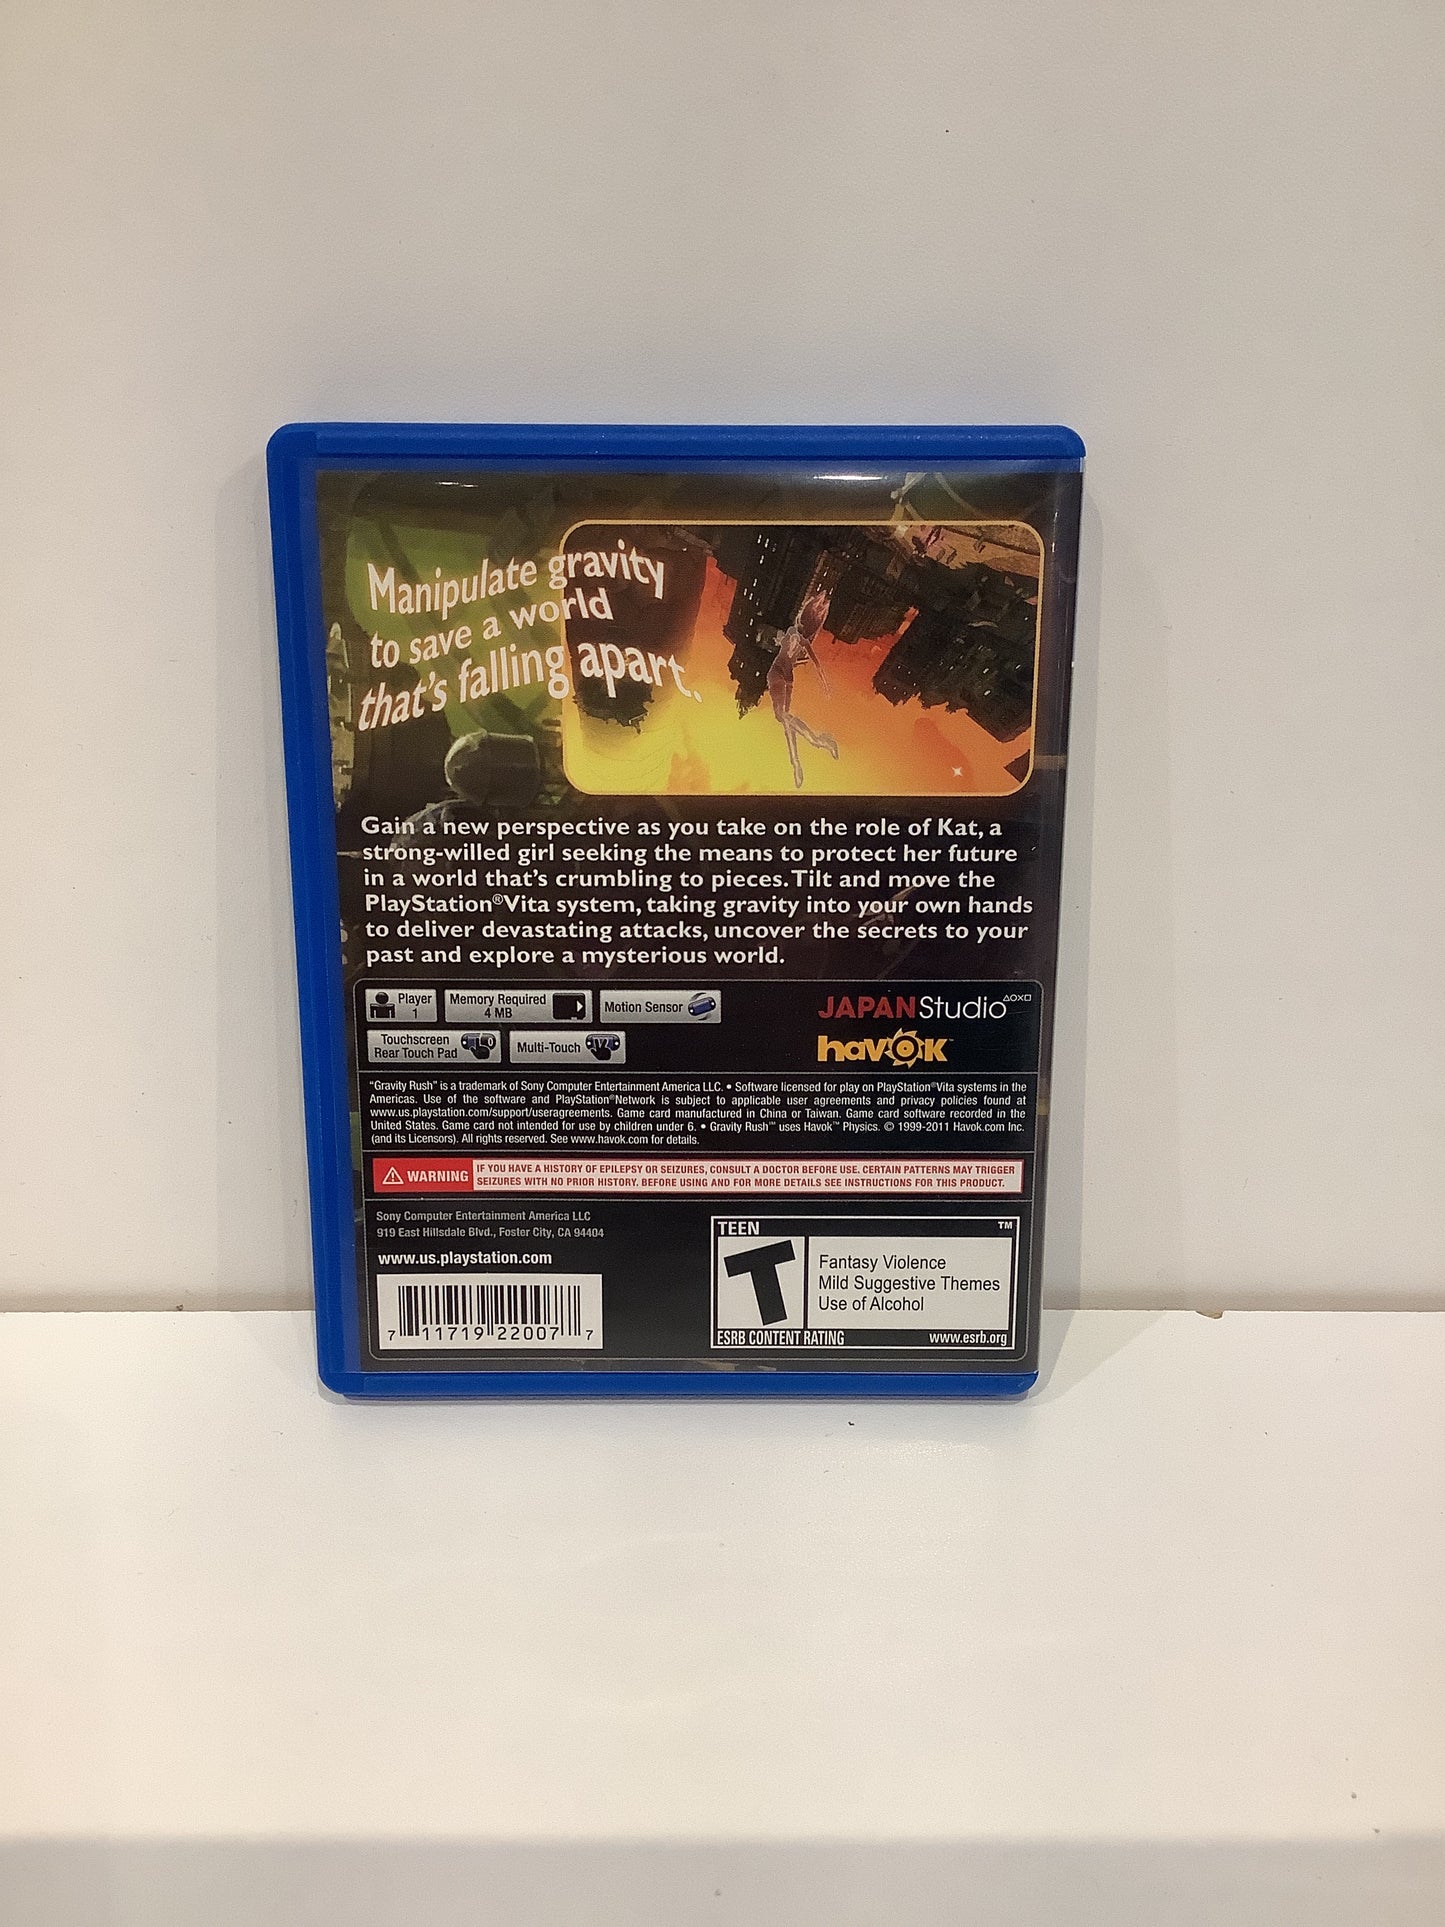 Manipulate gravity
to save a world
that's falling apart.
Gain a new perspective as you take on the role of Kat, a
strong-willed girl seeking the means to protect her future
in a world that's crumbling to pieces. Tilt and move the
PlayStation®Vita system, taking gravity into your own hands
to deliver devastating attacks, uncover the secrets to your
past and explore a mysterious world.
Player
1
Memory Required
4 MB
Motion Sensor
Touchscreen
Rear Touch Pad
Multi-Touch
JAPAN Studio
havok™
"Gravity Rush" is a trademark of Sony Computer Entertainment America LLC. • Software licensed for play on PlayStation®Vita systems in the
Americas. Use of the software and PlayStation®Network is subject to applicable user agreements and privacy policies found at
www.us.playstation.com/support/useragreements. Game card manufactured in China or Taiwan. Game card software recorded in the
United States. Game card not intended for use by children under 6. • Gravity Rush™ uses Havok™ Physics. © 1999-2011 Havok.com Inc.
(and its Licensors). All rights reserved. See www.havok.com for details.
WARNING
IF YOU HAVE A HISTORY OF EPILEPSY OR SEIZURES, CONSULT A DOCTOR BEFORE USE. CERTAIN PATTERNS MAY TRIGGER
SEIZURES WITH NO PRIOR HISTORY. BEFORE USING AND FOR MORE DETAILS SEE INSTRUCTIONS FOR THIS PRODUCT.
Sony Computer Entertainment America LLC
919 East Hillsdale Blvd., Foster City, CA 94404
www.us.playstation.com
7 11719 22007 7
TEEN ™
T
Fantasy Violence
Mild Suggestive Themes
Use of Alcohol
ESRB CONTENT RATING www.esrb.org